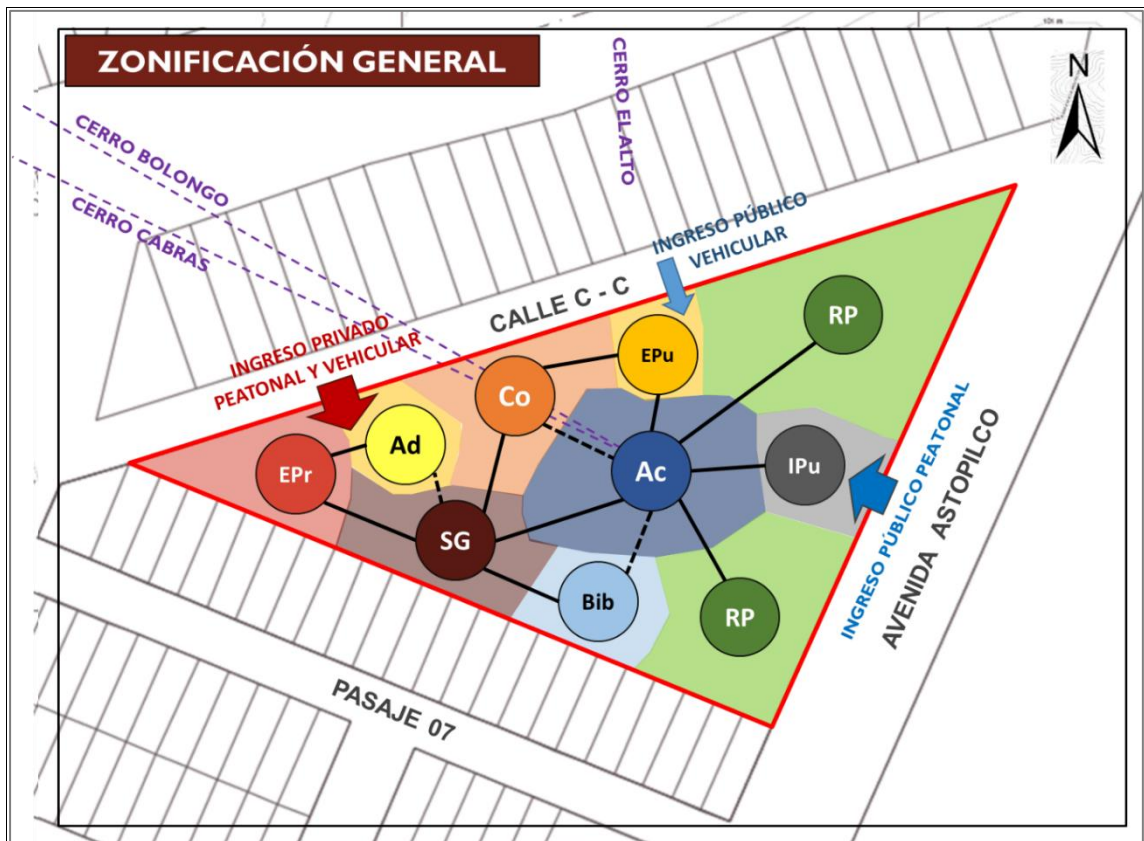 101 m
ZONIFICACIÓN GENERAL
N
CERRO BOLONGO
CERRO CABRAS
CERRO EL ALTO
INGRESO PÚBLICO
VEHICULAR
CALLE C - C
INGRESO PRIVADO
PEATONAL Y VEHICULAR
RP
EPu
Co
Ad
EPr
Ac
IPu
SG
Bib
RP
INGRESO PÚBLICO PEATONAL
AVENIDA ASTOPILCO
PASAJE 07